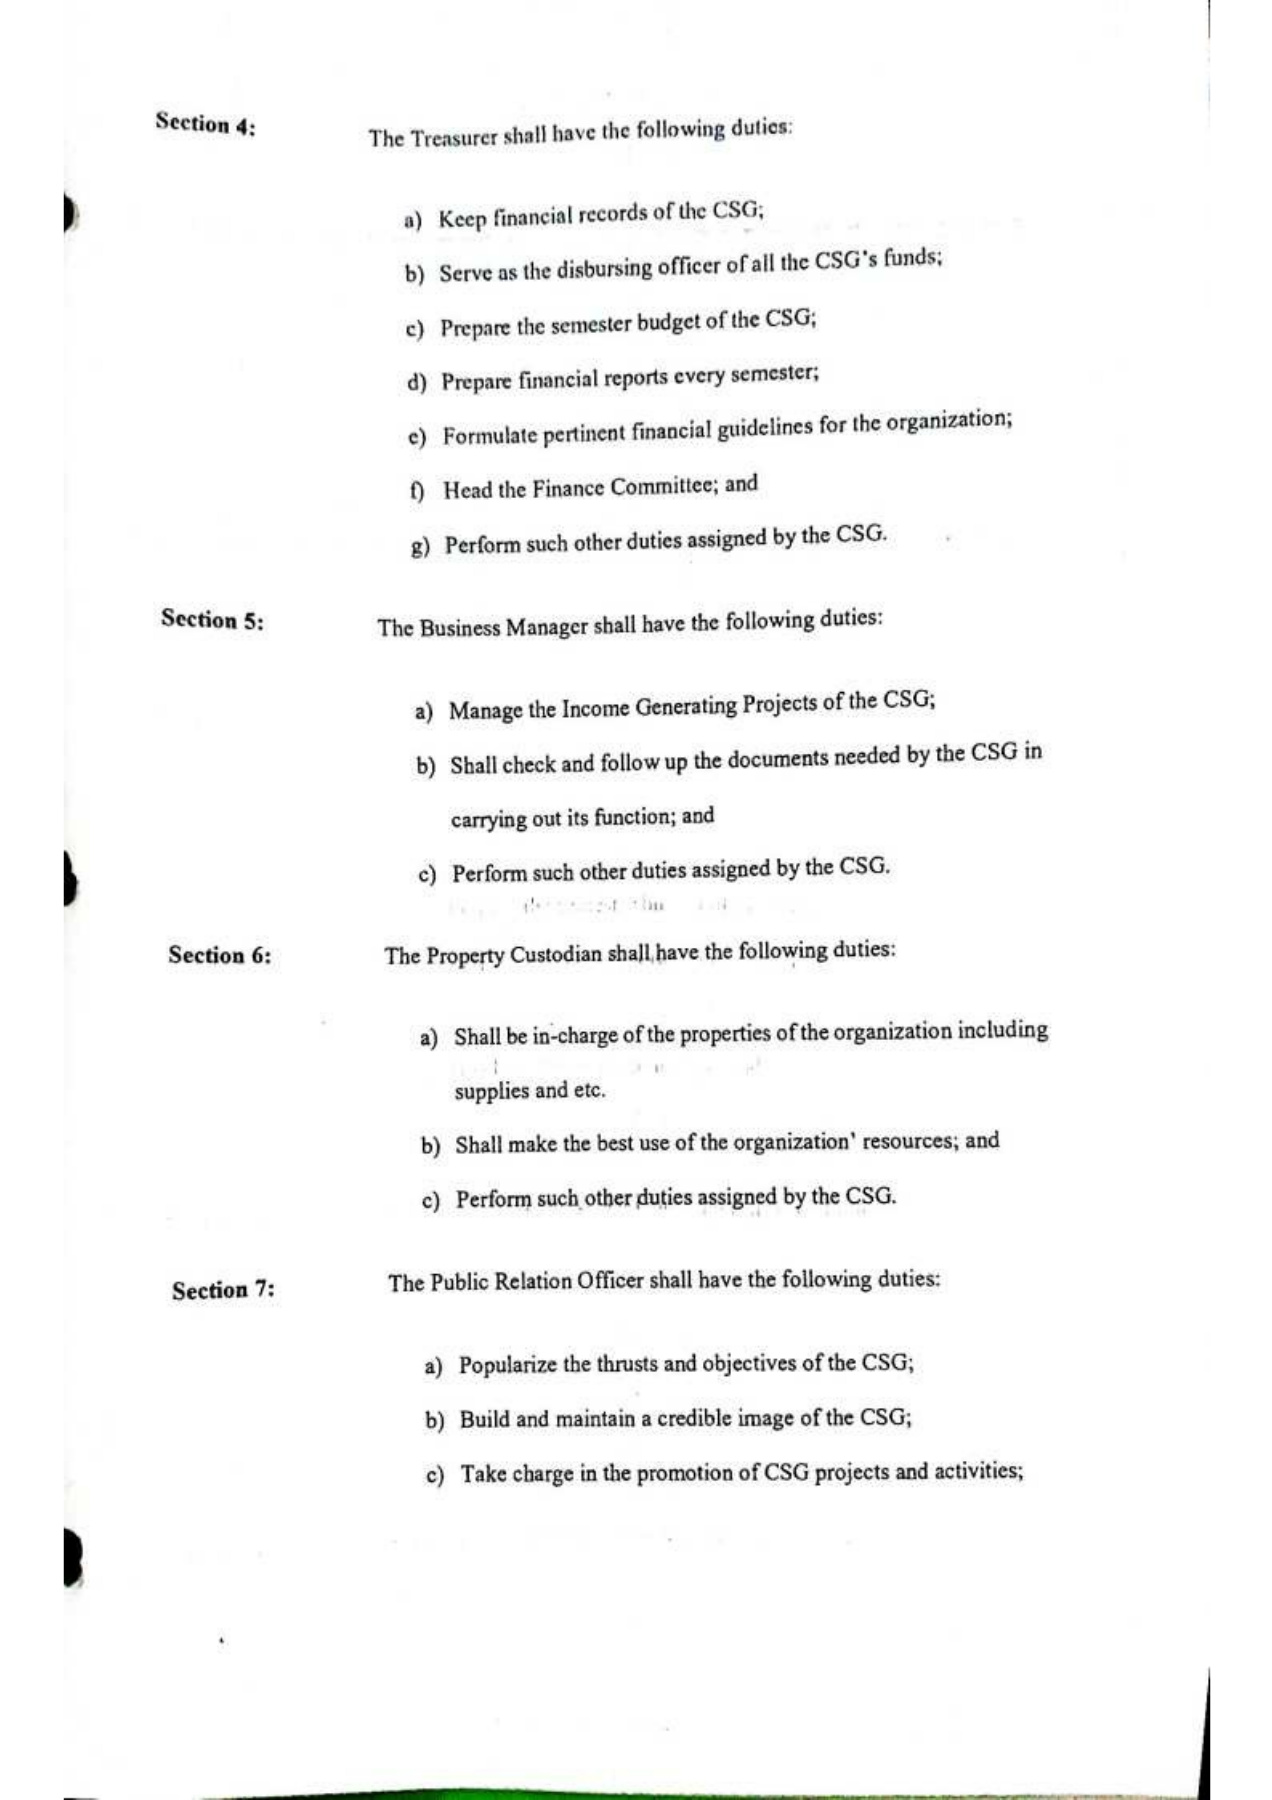 Section 4:
The Treasurer shall have the following duties:
a) Keep financial records of the CSG;
b) Serve as the disbursing officer of all the CSG's funds;
c) Prepare the semester budget of the CSG;
d) Prepare financial reports every semester;
e) Formulate pertinent financial guidelines for the organization;
f) Head the Finance Committee; and
g) Perform such other duties assigned by the CSG.
Section 5:
The Business Manager shall have the following duties:
a) Manage the Income Generating Projects of the CSG;
b) Shall check and follow up the documents needed by the CSG in
carrying out its function; and
c) Perform such other duties assigned by the CSG.
Section 6:
The Property Custodian shall have the following duties:
a) Shall be in-charge of the properties of the organization including
supplies and etc.
b) Shall make the best use of the organization' resources; and
c) Perform such other duties assigned by the CSG.
Section 7:
The Public Relation Officer shall have the following duties:
a) Popularize the thrusts and objectives of the CSG;
b) Build and maintain a credible image of the CSG;
c) Take charge in the promotion of CSG projects and activities;